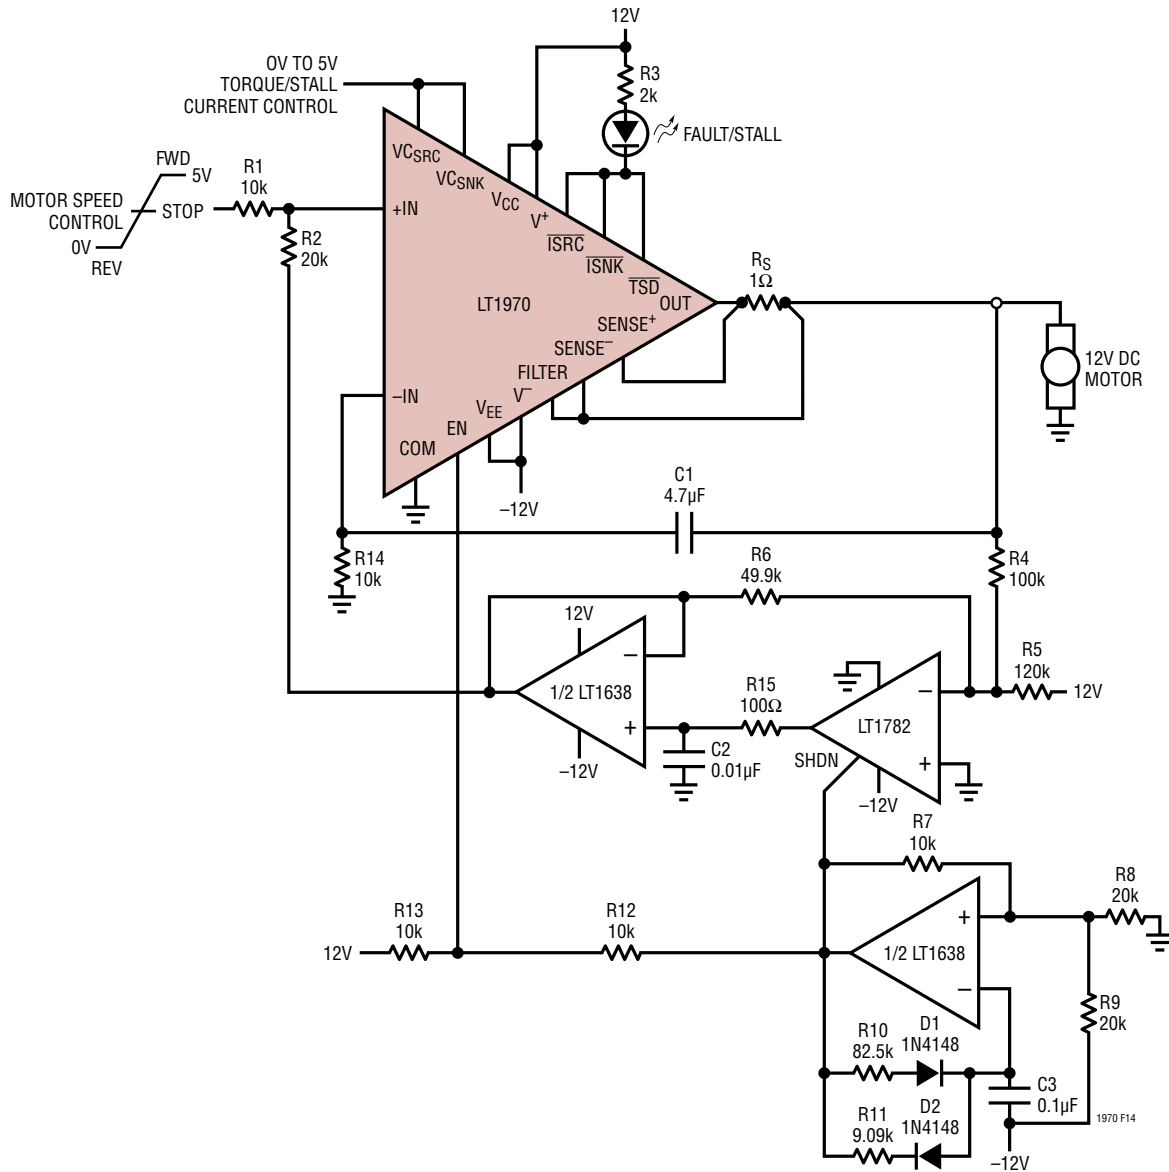 12V
R3
2k
FAULT/STALL
0V TO 5V
TORQUE/STALL
CURRENT CONTROL
VCSRC
VCSNK
VCC
V+
ISRC
ISNK
TSD
OUT
SENSE+
SENSE−
FILTER
V−
VEE
EN
COM
+IN
−IN
LT1970
FWD
5V
MOTOR SPEED
CONTROL
STOP
0V
REV
R1
10k
R2
20k
RS
1Ω
12V DC
MOTOR
−12V
C1
4.7µF
R14
10k
R4
100k
R6
49.9k
R5
120k
12V
12V
−
1/2 LT1638
+
−12V
R15
100Ω
C2
0.01µF
−
LT1782
+
SHDN
−12V
R7
10k
R8
20k
R13
10k
R12
10k
12V
+
1/2 LT1638
−
R9
20k
R10
82.5k
D1
1N4148
R11
9.09k
D2
1N4148
C3
0.1µF
−12V
1970 F14